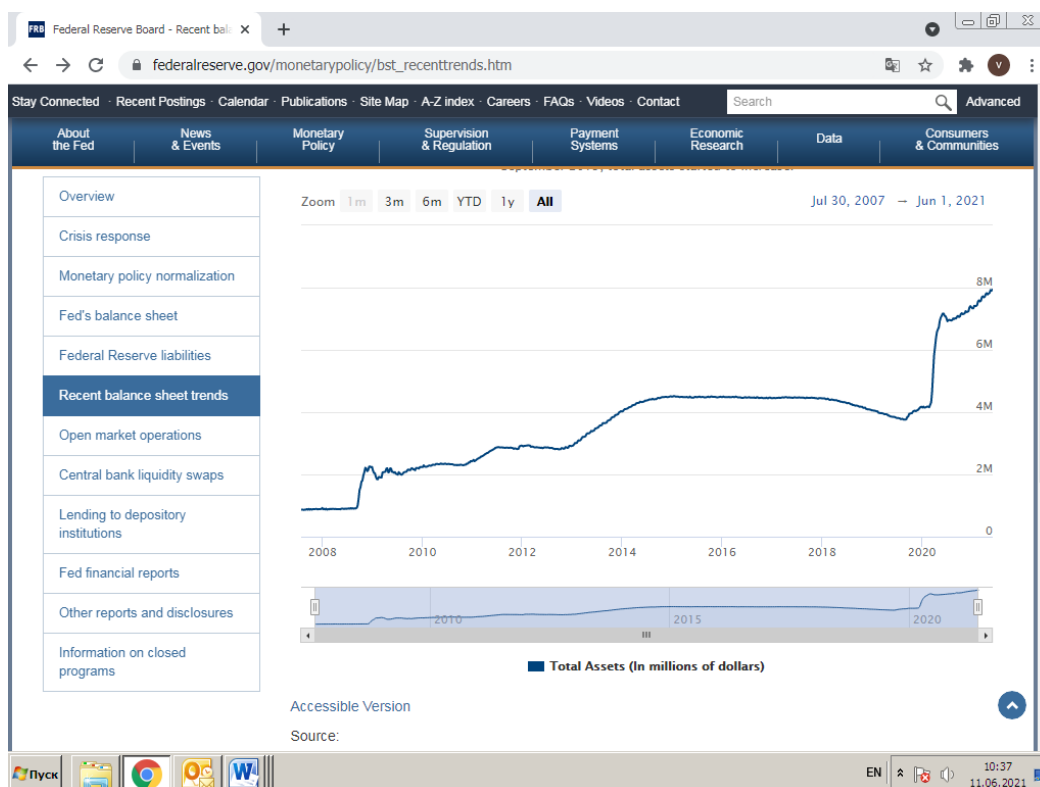 FRB Federal Reserve Board - Recent bal
federalreserve.gov/monetarypolicy/bst_recenttrends.htm
V
Stay Connected · Recent Postings · Calendar · Publications · Site Map · A-Z index · Careers · FAQs · Videos · Contact Search Advanced
About the Fed
News & Events
Monetary Policy
Supervision & Regulation
Payment Systems
Economic Research
Data
Consumers & Communities
Overview
Crisis response
Monetary policy normalization
Fed's balance sheet
Federal Reserve liabilities
Recent balance sheet trends
Open market operations
Central bank liquidity swaps
Lending to depository
institutions
Fed financial reports
Other reports and disclosures
Information on closed
programs
total assets started to increase.
Zoom 1m 3m 6m YTD 1y All Jul 30, 2007 → Jun 1, 2021
8M
6M
4M
2M
0
2008 2010 2012 2014 2016 2018 2020
2010 2015 2020
Total Assets (In millions of dollars)
Accessible Version
Source:
Пуск
EN
10:37
11.06.2021